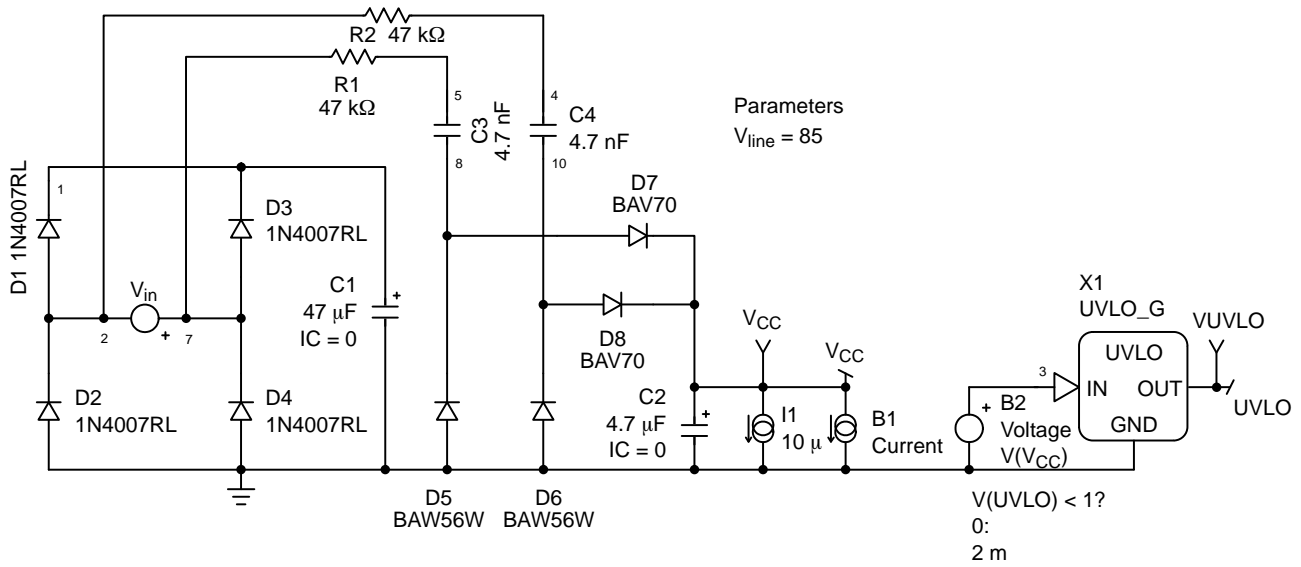 R2 47 kΩ
R1
47 kΩ
5
C3
4.7 nF
8
4
C4
4.7 nF
10
Parameters
Vline = 85
D1 1N4007RL
1
D3
1N4007RL
D7
BAV70
Vin
+
2
7
C1
47 μF
IC = 0
+
D8
BAV70
VCC
VCC
X1
UVLO_G
VUVLO
UVLO
IN OUT
GND
3
UVLO
D2
1N4007RL
D4
1N4007RL
C2
4.7 μF
IC = 0
+
I1
10 μ
B1
Current
+
B2
Voltage
V(VCC)
D5
BAW56W
D6
BAW56W
V(UVLO) < 1?
0:
2 m